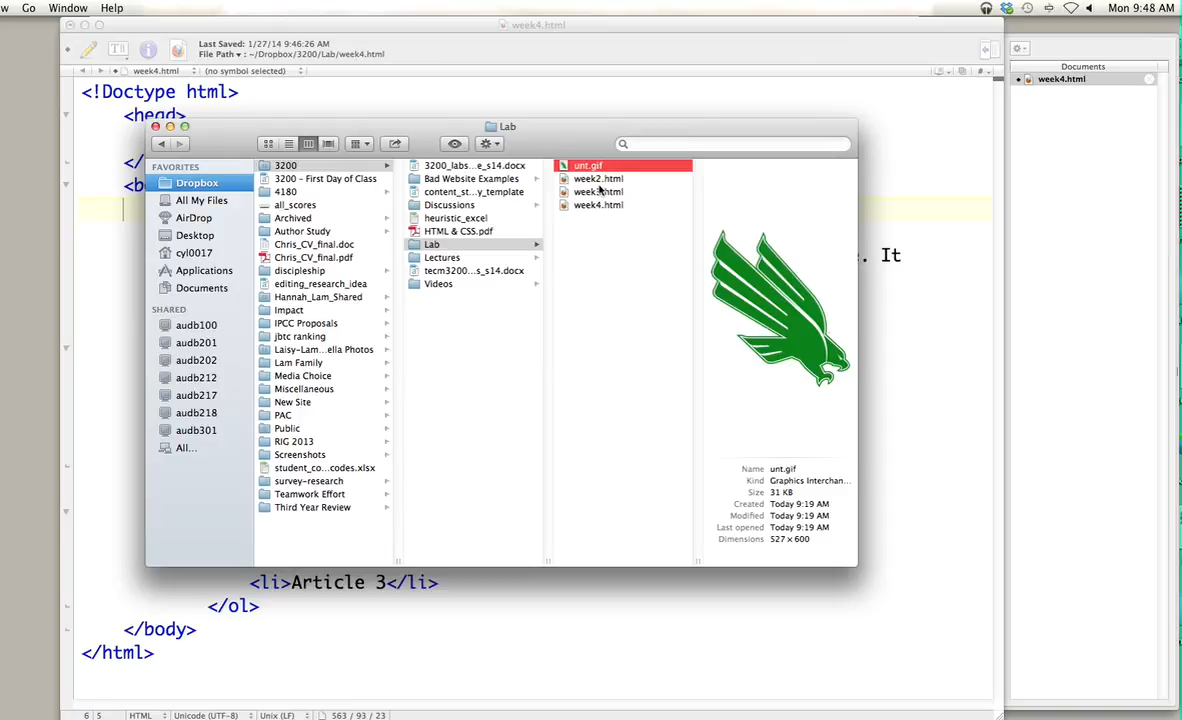 w Go Window Help Mon 9:48 AM
week4.html
Last Saved: 1/27/14 9:46:26 AM
File Path ▾ : ~/Dropbox/3200/Lab/week4.html
week4.html (no symbol selected)
Documents
week4.html
<!Doctype html>
<head>
</
<b
. It
<li>Article 3</li>
</ol>
</body>
</html>
Lab
FAVORITES
Dropbox
All My Files
AirDrop
Desktop
cyl0017
Applications
Documents
SHARED
audb100
audb201
audb202
audb212
audb217
audb218
audb301
All...
3200
3200 - First Day of Class
4180
all_scores
Archived
Author Study
Chris_CV_final.doc
Chris_CV_final.pdf
discipleship
editing_research_idea
Hannah_Lam_Shared
Impact
IPCC Proposals
jbtc ranking
Laisy-Lam...ella Photos
Lam Family
Media Choice
Miscellaneous
New Site
PAC
Public
RIG 2013
Screenshots
student_co...codes.xlsx
survey-research
Teamwork Effort
Third Year Review
3200_labs...e_s14.docx
Bad Website Examples
content_st...y_template
Discussions
heuristic_excel
HTML & CSS.pdf
Lab
Lectures
tecm3200..._s_s14.docx
Videos
unt.gif
week2.html
week3.html
week4.html
Name unt.gif
Kind Graphics Interchan...
Size 31 KB
Created Today 9:19 AM
Modified Today 9:19 AM
Last opened Today 9:19 AM
Dimensions 527 × 600
6 5 HTML Unicode (UTF-8) Unix (LF) 563 / 93 / 23